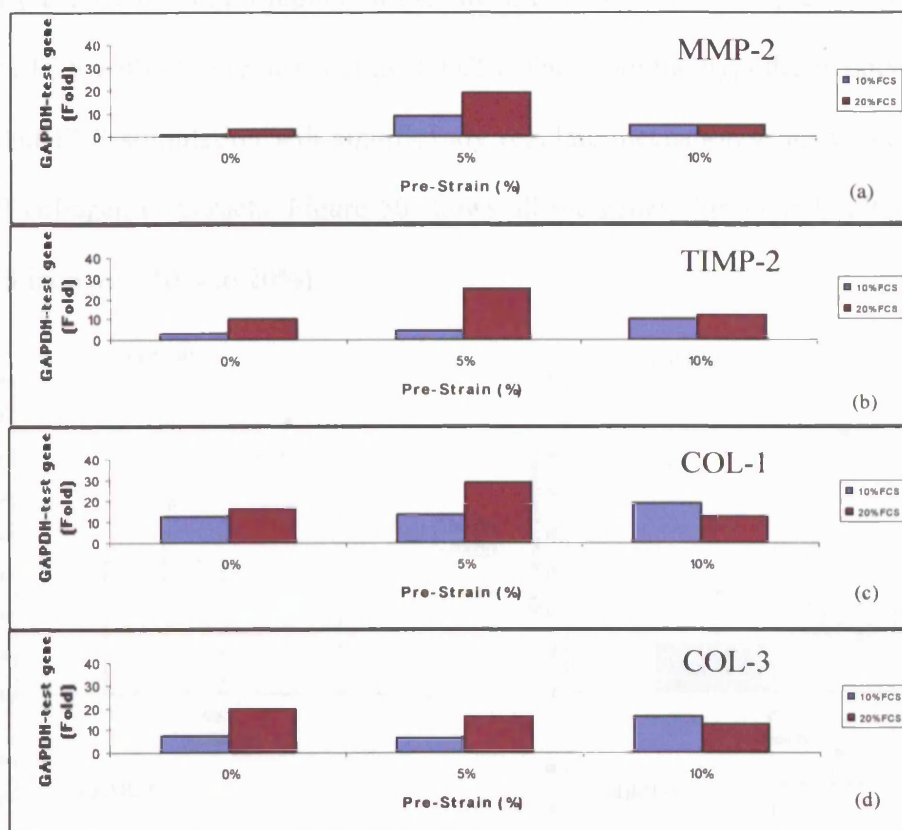 MMP-2
GAPDH-test gene
(Fold)
40
30
20
10
0
0% 5% 10%
Pre-Strain (%)
10%FCS
20%FCS
(a)
TIMP-2
GAPDH-test gene
(Fold)
40
30
20
10
0
0% 5% 10%
Pre-Strain (%)
10%FCS
20%FCS
(b)
COL-1
GAPDH-test gene
(Fold)
40
30
20
10
0
0% 5% 10%
Pre-Strain (%)
10%FCS
20%FCS
(c)
COL-3
GAPDH-test gene
(Fold)
40
30
20
10
0
0% 5% 10%
Pre-Strain (%)
10%FCS
20%FCS
(d)